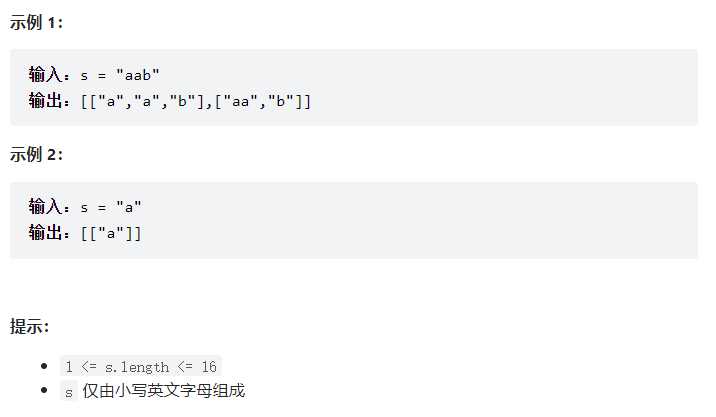 示例 1：
输入：s = "aab"
输出：[["a","a","b"],["aa","b"]]
示例 2：
输入：s = "a"
输出：[["a"]]
提示：
1 <= s.length <= 16
s 仅由小写英文字母组成